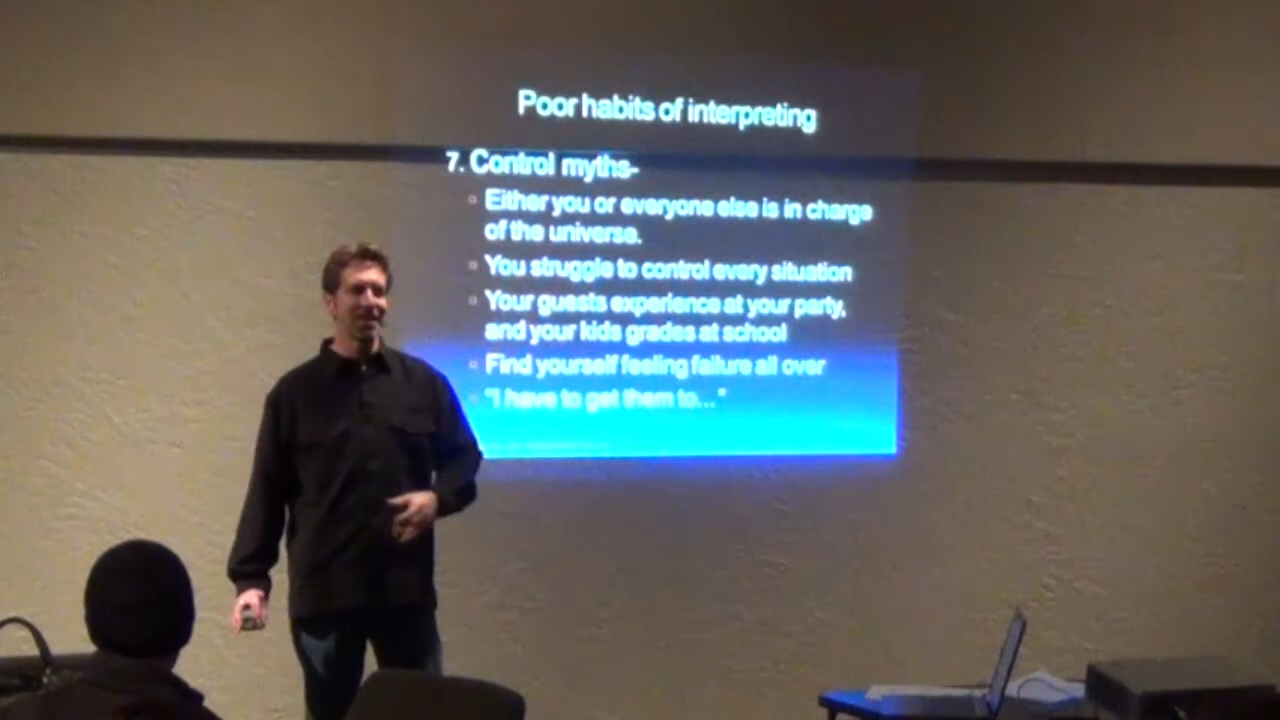 Poor habits of interpreting
7. Control myths-
Either you or everyone else is in charge
of the universe.
You struggle to control every situation
Your guests experience at your party,
and your kids grades at school
Find yourself feeling failure all over
"I have to get them to..."